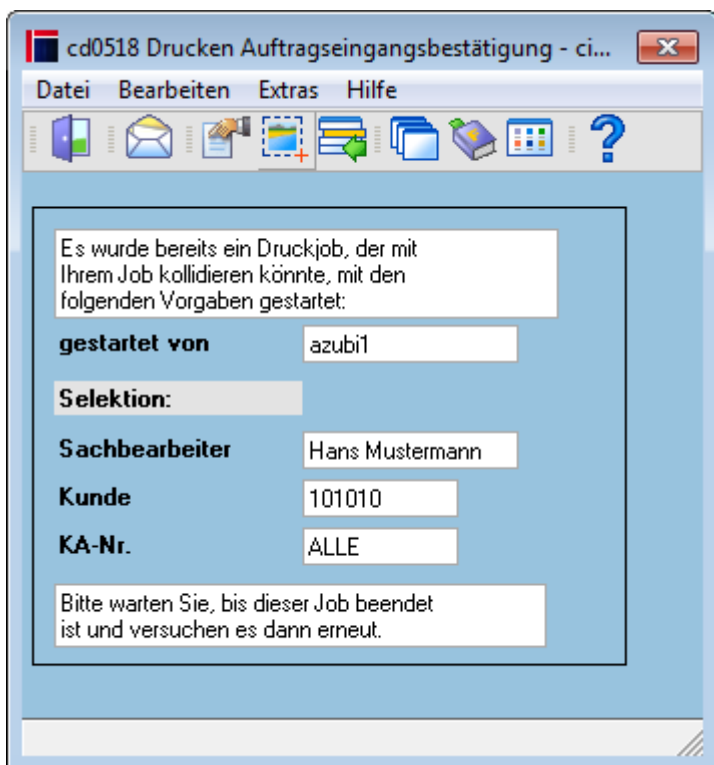 cd0518 Drucken Auftragseingangsbestätigung - ci...
Datei Bearbeiten Extras Hilfe
Es wurde bereits ein Druckjob, der mit
Ihrem Job kollidieren könnte, mit den
folgenden Vorgaben gestartet:
gestartet von azubi1
Selektion:
Sachbearbeiter Hans Mustermann
Kunde 101010
KA-Nr. ALLE
Bitte warten Sie, bis dieser Job beendet
ist und versuchen es dann erneut.